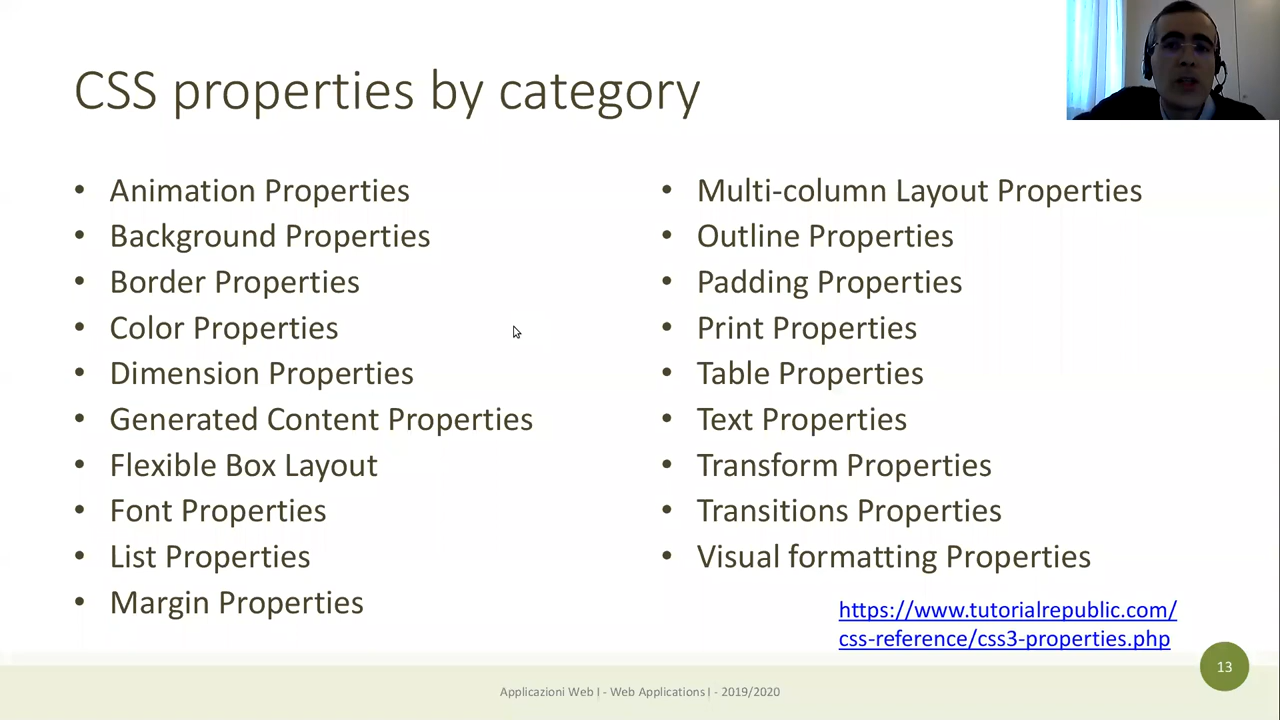 CSS properties by category
• Animation Properties
• Background Properties
• Border Properties
• Color Properties
• Dimension Properties
• Generated Content Properties
• Flexible Box Layout
• Font Properties
• List Properties
• Margin Properties
• Multi-column Layout Properties
• Outline Properties
• Padding Properties
• Print Properties
• Table Properties
• Text Properties
• Transform Properties
• Transitions Properties
• Visual formatting Properties
https://www.tutorialrepublic.com/
css-reference/css3-properties.php
13
Applicazioni Web I - Web Applications I - 2019/2020